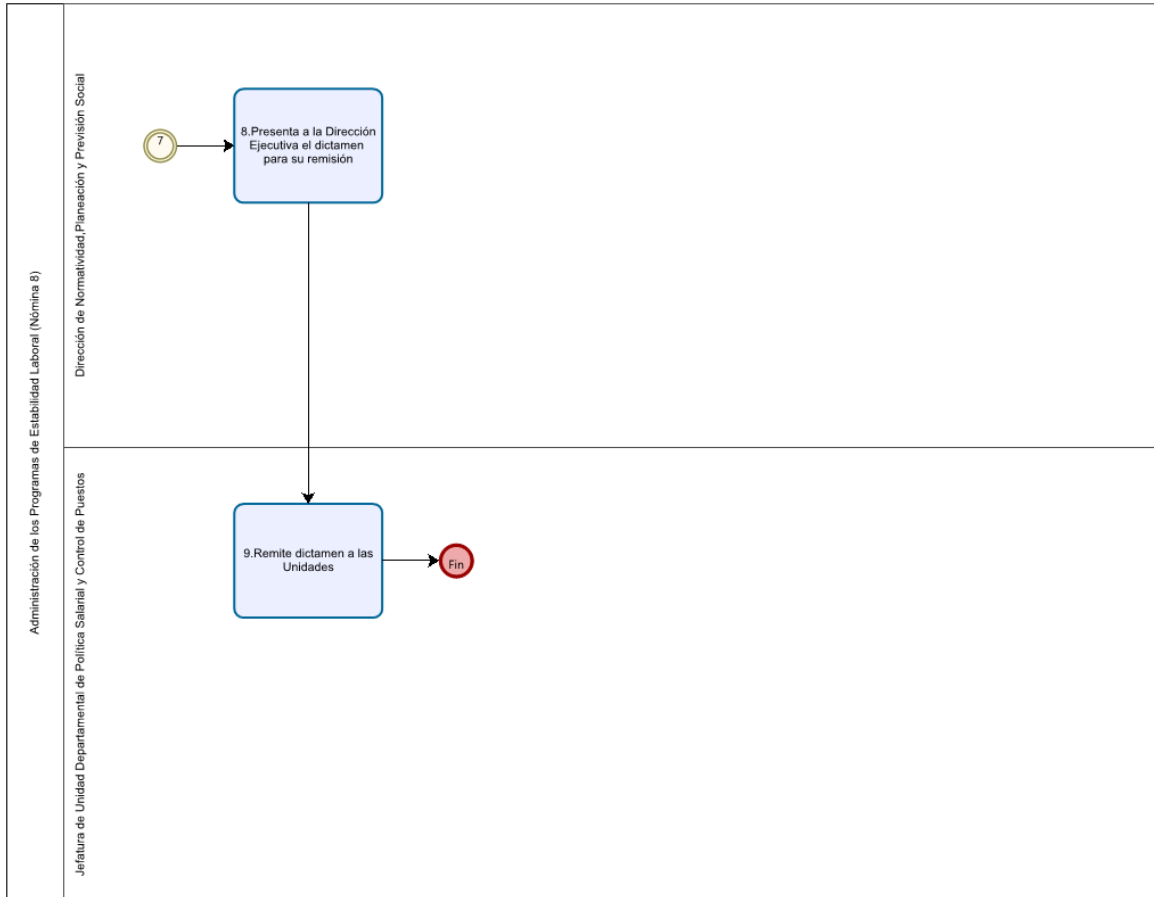 Administración de los Programas de Estabilidad Laboral (Nómina 8)
Dirección de Normatividad,Planeación y Previsión Social
7
8.Presenta a la Dirección
Ejecutiva el dictamen
para su remisión
Jefatura de Unidad Departamental de Política Salarial y Control de Puestos
9.Remite dictamen a las
Unidades
Fin